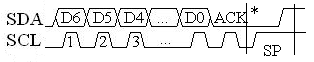 SDA D6 D5 D4 ... D0 ACK *
SCL 1 2 3 ... SP